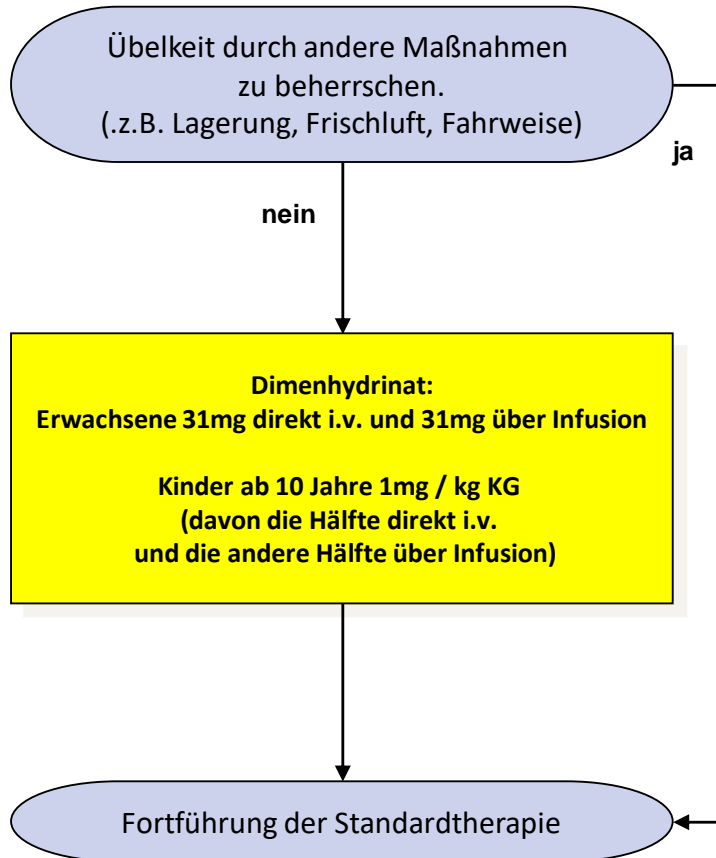 Übelkeit durch andere Maßnahmen
zu beherrschen.
(.z.B. Lagerung, Frischluft, Fahrweise)
ja
nein
Dimenhydrinat:
Erwachsene 31mg direkt i.v. und 31mg über Infusion
Kinder ab 10 Jahre 1mg / kg KG
(davon die Hälfte direkt i.v.
und die andere Hälfte über Infusion)
Fortführung der Standardtherapie